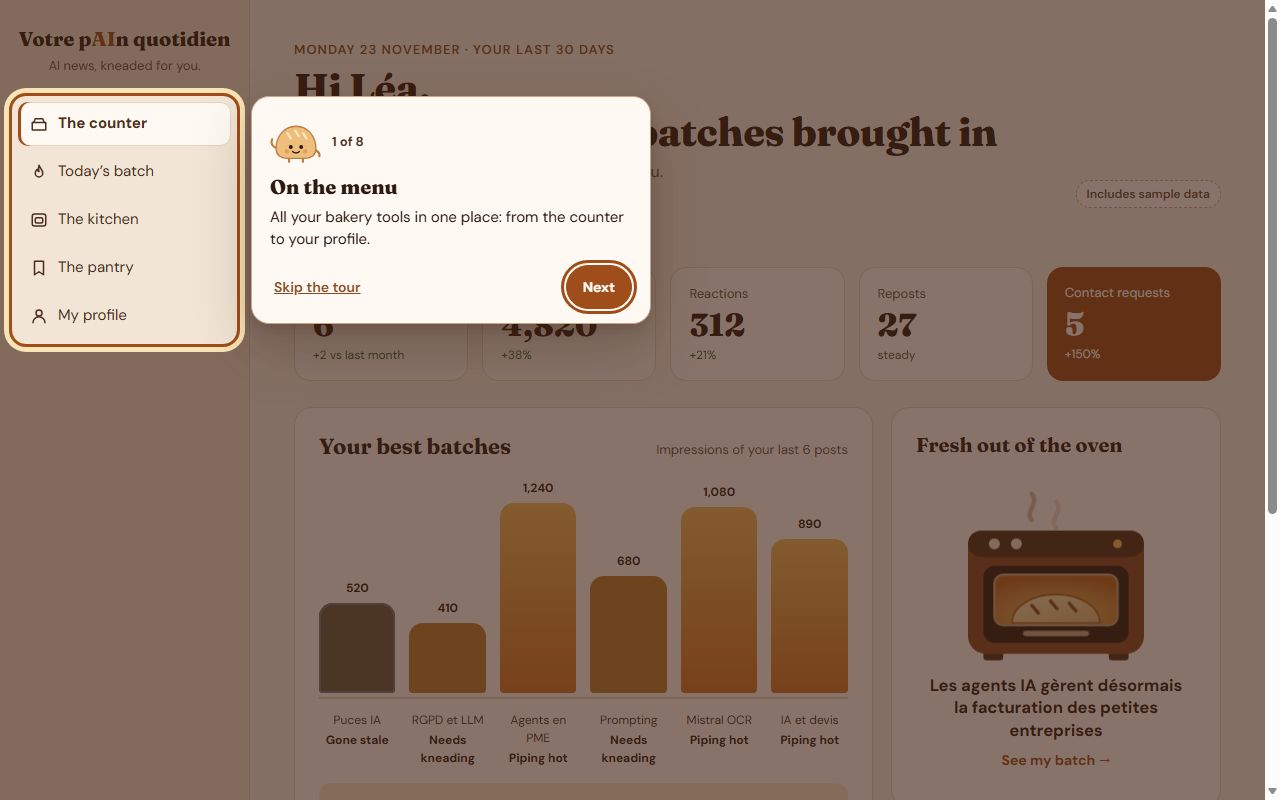 Votre pAIn quotidien
AI news, kneaded for you.
The counter
Today’s batch
The kitchen
The pantry
My profile
MONDAY 23 NOVEMBER · YOUR LAST 30 DAYS
Hi Léa.
batches brought in
u.
Includes sample data
1 of 8
On the menu
All your bakery tools in one place: from the counter
to your profile.
Skip the tour
Next
6
+2 vs last month
4,820
+38%
Reactions
312
+21%
Reposts
27
steady
Contact requests
5
+150%
Your best batches
Impressions of your last 6 posts
520
410
1,240
680
1,080
890
Puces IA
Gone stale
RGPD et LLM
Needs
kneading
Agents en
PME
Piping hot
Prompting
Needs
kneading
Mistral OCR
Piping hot
IA et devis
Piping hot
Fresh out of the oven
Les agents IA gèrent désormais
la facturation des petites
entreprises
See my batch →